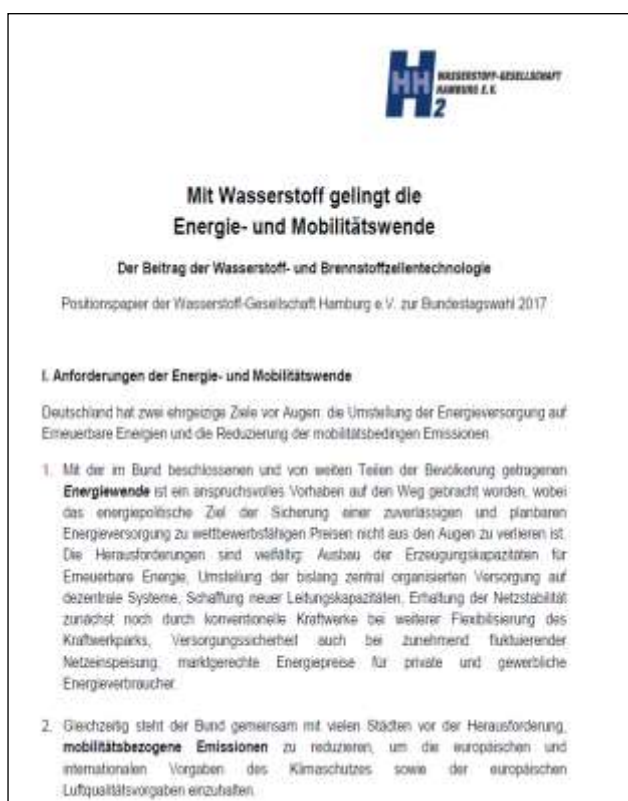 HH2
WASSERSTOFF-GESELLSCHAFT
HAMBURG E.V.
Mit Wasserstoff gelingt die
Energie- und Mobilitätswende
Der Beitrag der Wasserstoff- und Brennstoffzellentechnologie
Positionspapier der Wasserstoff-Gesellschaft Hamburg e.V. zur Bundestagswahl 2017
I. Anforderungen der Energie- und Mobilitätswende
Deutschland hat zwei ehrgeizige Ziele vor Augen: die Umstellung der Energieversorgung auf
Erneuerbare Energien und die Reduzierung der mobilitätsbedingen Emissionen.
1. Mit der im Bund beschlossenen und von weiten Teilen der Bevölkerung getragenen
Energiewende ist ein anspruchsvolles Vorhaben auf den Weg gebracht worden, wobei
das energiepolitische Ziel der Sicherung einer zuverlässigen und planbaren
Energieversorgung zu wettbewerbsfähigen Preisen nicht aus den Augen zu verlieren ist.
Die Herausforderungen sind vielfältig: Ausbau der Erzeugungskapazitäten für
Erneuerbare Energie, Umstellung der bislang zentral organisierten Versorgung auf
dezentrale Systeme, Schaffung neuer Leitungskapazitäten, Erhaltung der Netzstabilität
zunächst noch durch konventionelle Kraftwerke bei weiterer Flexibilisierung des
Kraftwerkparks, Versorgungssicherheit auch bei zunehmend fluktuierender
Netzeinspeisung, marktgerechte Energiepreise für private und gewerbliche
Energieverbraucher.
2. Gleichzeitig steht der Bund gemeinsam mit vielen Städten vor der Herausforderung,
mobilitätsbezogene Emissionen zu reduzieren, um die europäischen und
internationalen Vorgaben des Klimaschutzes sowie der europäischen
Luftqualitätsvorgaben einzuhalten.